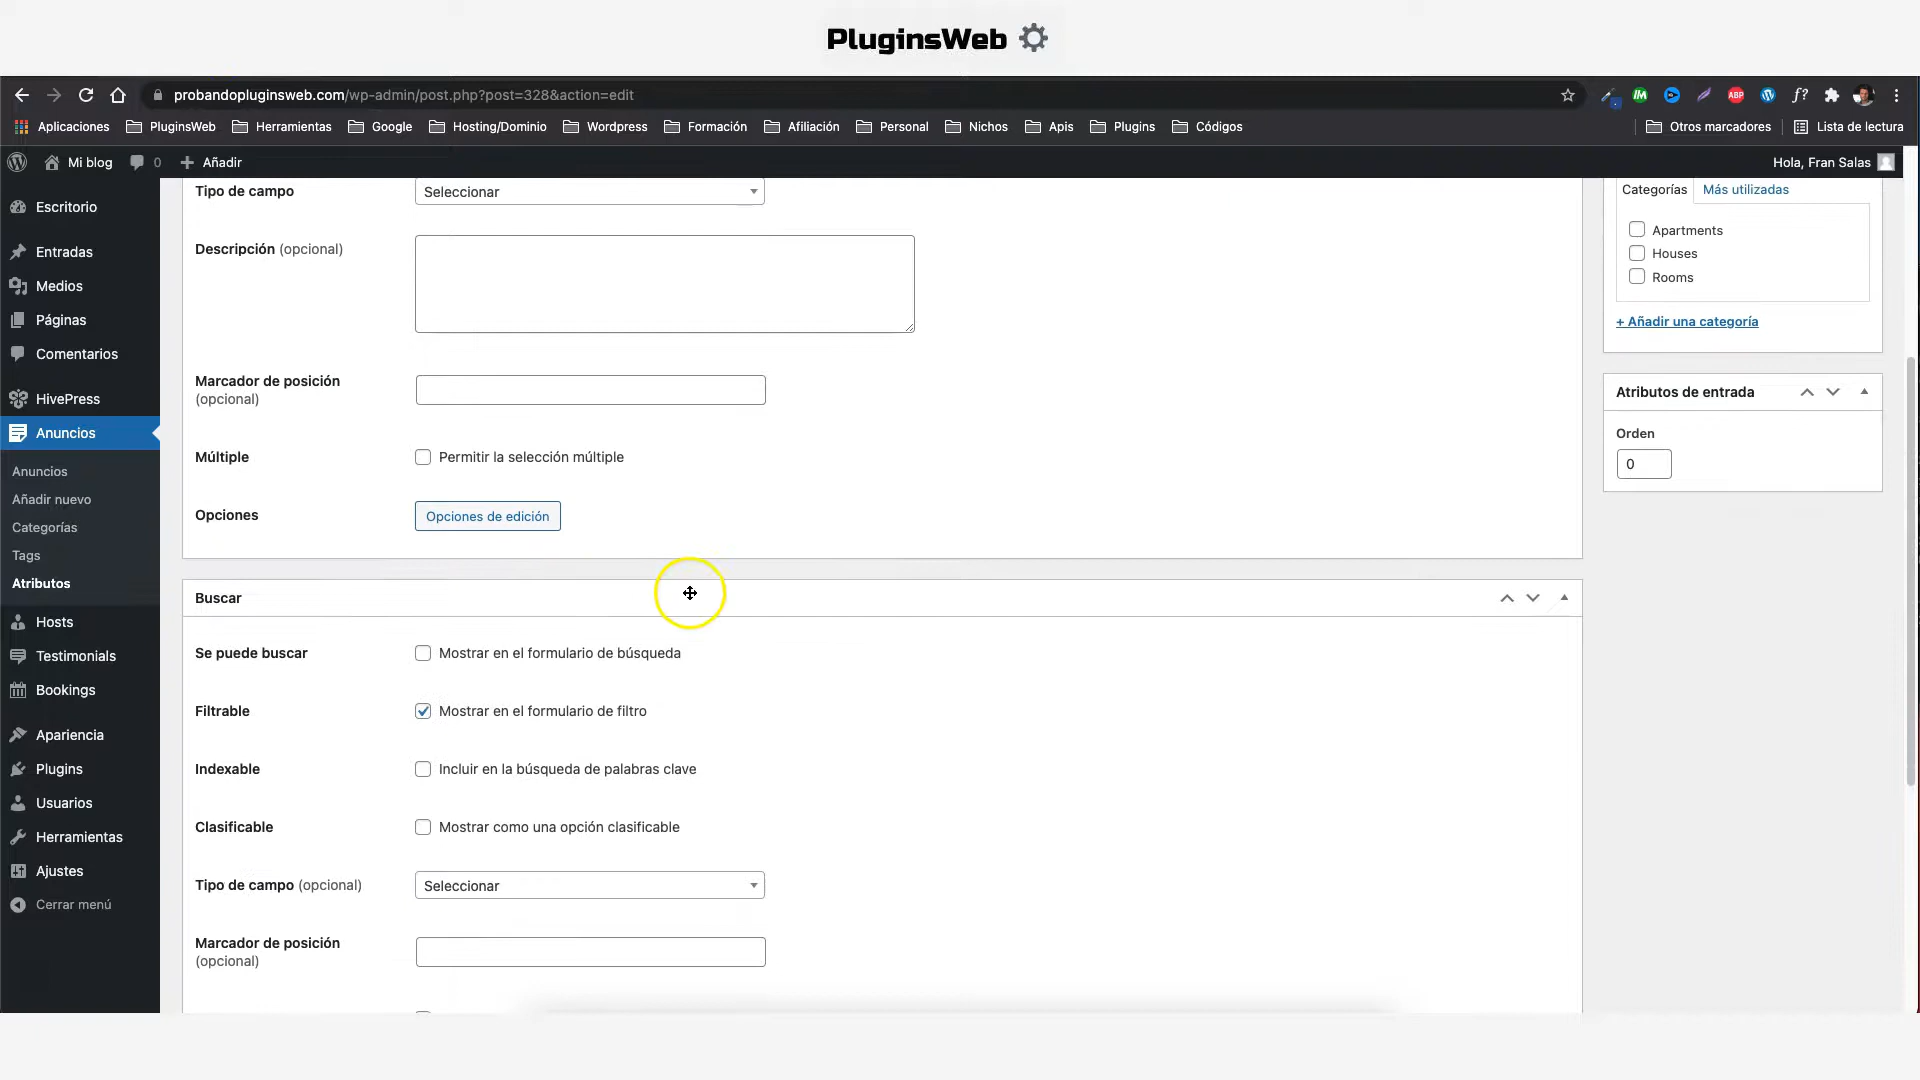 PluginsWeb
probandopluginsweb.com/wp-admin/post.php?post=328&action=edit
Aplicaciones PluginsWeb Herramientas Google Hosting/Dominio Wordpress Formación Afiliación Personal Nichos Apis Plugins Códigos Otros marcadores Lista de lectura
Mi blog 0 Añadir Hola, Fran Salas
Escritorio
Entradas
Medios
Páginas
Comentarios
HivePress
Anuncios
Anuncios
Añadir nuevo
Categorías
Tags
Atributos
Hosts
Testimonials
Bookings
Apariencia
Plugins
Usuarios
Herramientas
Ajustes
Cerrar menú
Tipo de campo Seleccionar
Descripción (opcional)
Marcador de posición
(opcional)
Múltiple Permitir la selección múltiple
Opciones Opciones de edición
Buscar
Se puede buscar Mostrar en el formulario de búsqueda
Filtrable Mostrar en el formulario de filtro
Indexable Incluir en la búsqueda de palabras clave
Clasificable Mostrar como una opción clasificable
Tipo de campo (opcional) Seleccionar
Marcador de posición
(opcional)
Categorías Más utilizadas
Apartments
Houses
Rooms
+ Añadir una categoría
Atributos de entrada
Orden
0
IM
ABP
f?